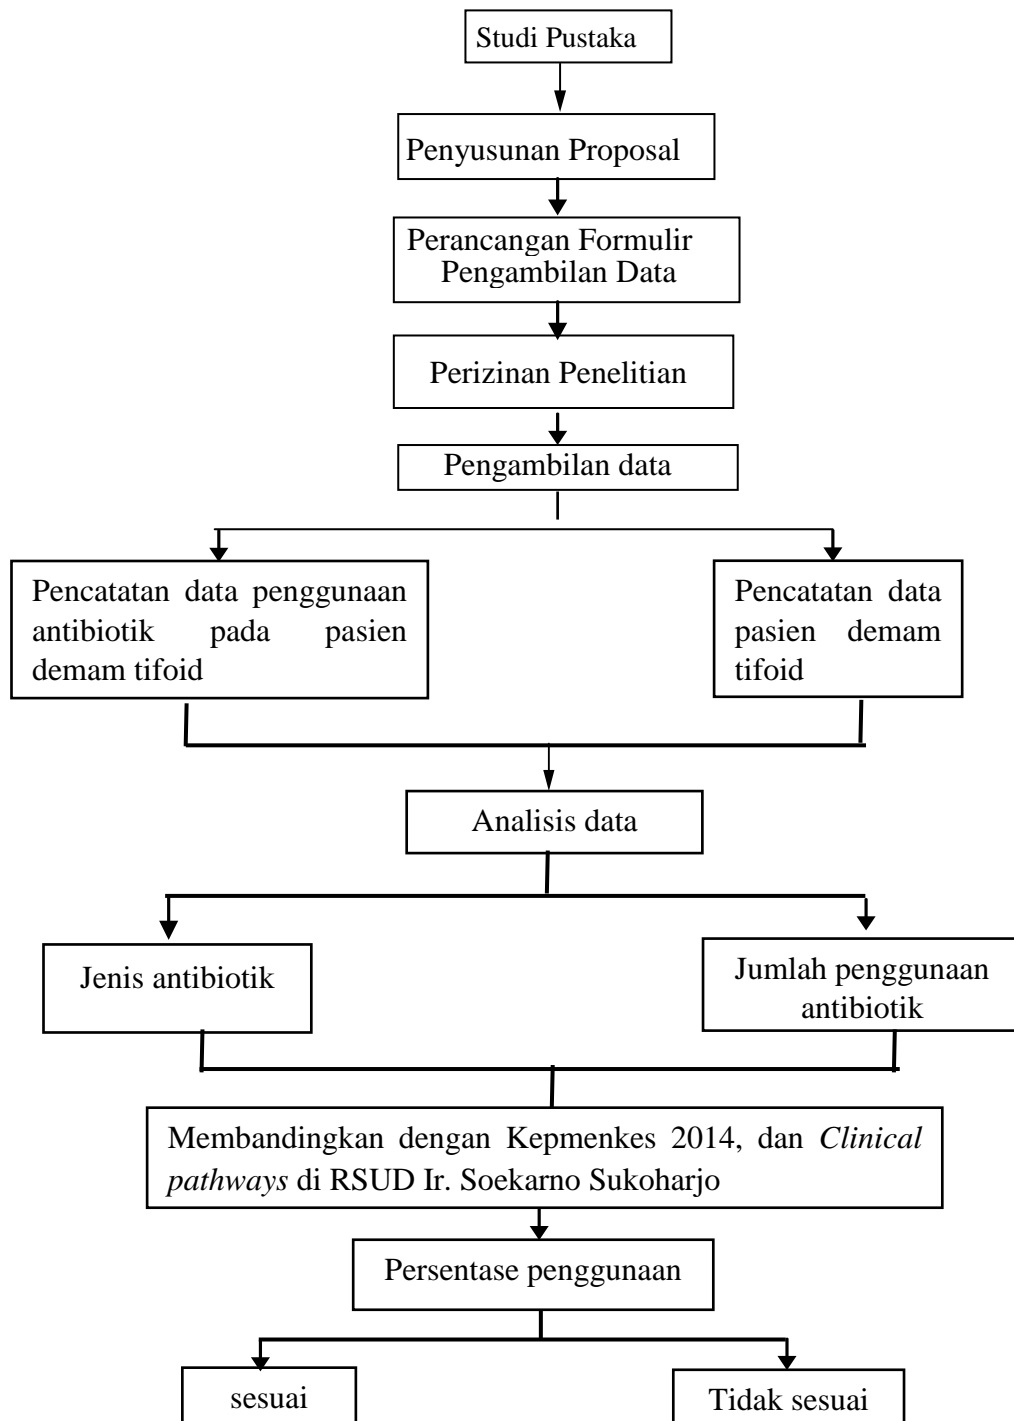 Studi Pustaka
Penyusunan Proposal
Perancangan Formulir
Pengambilan Data
Perizinan Penelitian
Pengambilan data
Pencatatan data penggunaan
antibiotik pada pasien
demam tifoid
Pencatatan data
pasien demam
tifoid
Analisis data
Jenis antibiotik
Jumlah penggunaan
antibiotik
Membandingkan dengan Kepmenkes 2014, dan Clinical
pathways di RSUD Ir. Soekarno Sukoharjo
Persentase penggunaan
sesuai
Tidak sesuai